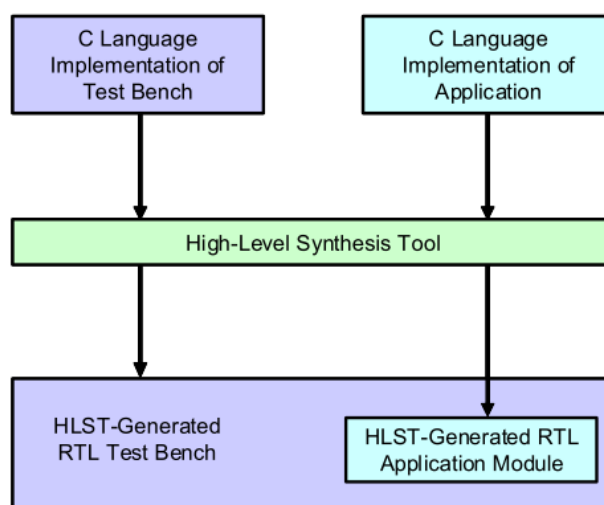 C Language
Implementation of
Test Bench
C Language
Implementation of
Application
High-Level Synthesis Tool
HLST-Generated
RTL Test Bench
HLST-Generated RTL
Application Module